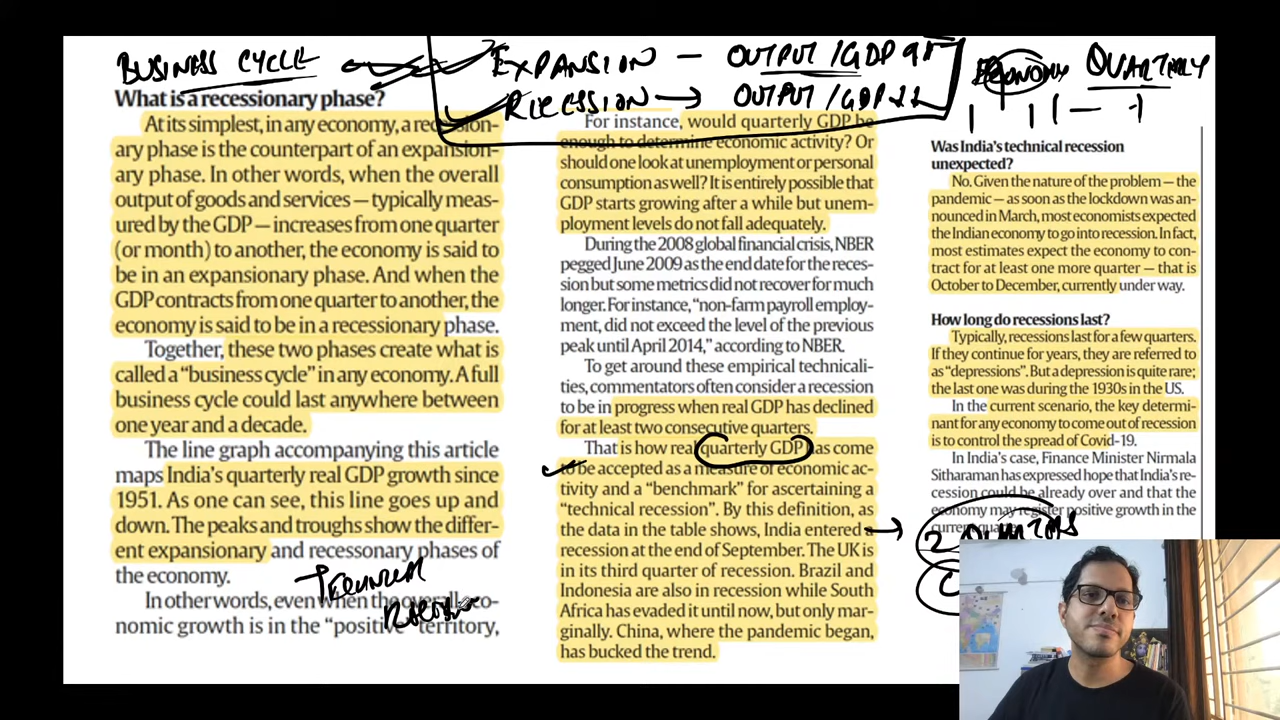 BUSINESS CYCLE
EXPANSION — OUTPUT/GDP ↑↑
RECESSION → OUTPUT/GDP ↓↓
ECONOMY QUARTERLY
What is a recessionary phase?
At its simplest, in any economy, a recession-
ary phase is the counterpart of an expansion-
ary phase. In other words, when the overall
output of goods and services — typically meas-
ured by the GDP — increases from one quarter
(or month) to another, the economy is said to
be in an expansionary phase. And when the
GDP contracts from one quarter to another, the
economy is said to be in a recessionary phase.
Together, these two phases create what is
called a “business cycle” in any economy. A full
business cycle could last anywhere between
one year and a decade.
The line graph accompanying this article
maps India's quarterly real GDP growth since
1951. As one can see, this line goes up and
down. The peaks and troughs show the differ-
ent expansionary and recessonary phases of
the economy.
In other words, even when the overall eco-
nomic growth is in the “positive” territory,
TECHNICAL
RECESSION
For instance, would quarterly GDP be
enough to determine economic activity? Or
should one look at unemployment or personal
consumption as well? It is entirely possible that
GDP starts growing after a while but unem-
ployment levels do not fall adequately.
During the 2008 global financial crisis, NBER
pegged June 2009 as the end date for the reces-
sion but some metrics did not recover for much
longer. For instance, “non-farm payroll employ-
ment, did not exceed the level of the previous
peak until April 2014,” according to NBER.
To get around these empirical technicali-
ties, commentators often consider a recession
to be in progress when real GDP has declined
for at least two consecutive quarters.
That is how real quarterly GDP has come
to be accepted as a measure of economic ac-
tivity and a “benchmark” for ascertaining a
“technical recession”. By this definition, as
the data in the table shows, India entered
recession at the end of September. The UK is
in its third quarter of recession. Brazil and
Indonesia are also in recession while South
Africa has evaded it until now, but only mar-
ginally. China, where the pandemic began,
has bucked the trend.
Was India's technical recession
unexpected?
No. Given the nature of the problem — the
pandemic — as soon as the lockdown was an-
nounced in March, most economists expected
the Indian economy to go into recession. In fact,
most estimates expect the economy to con-
tract for at least one more quarter — that is
October to December, currently under way.
How long do recessions last?
Typically, recessions last for a few quarters.
If they continue for years, they are referred to
as “depressions”. But a depression is quite rare;
the last one was during the 1930s in the US.
In the current scenario, the key determi-
nant for any economy to come out of recession
is to control the spread of Covid-19.
In India's case, Finance Minister Nirmala
Sitharaman has expressed hope that India's re-
cession could be already over and that the
economy may register positive growth in the
current
2 QUARTERS